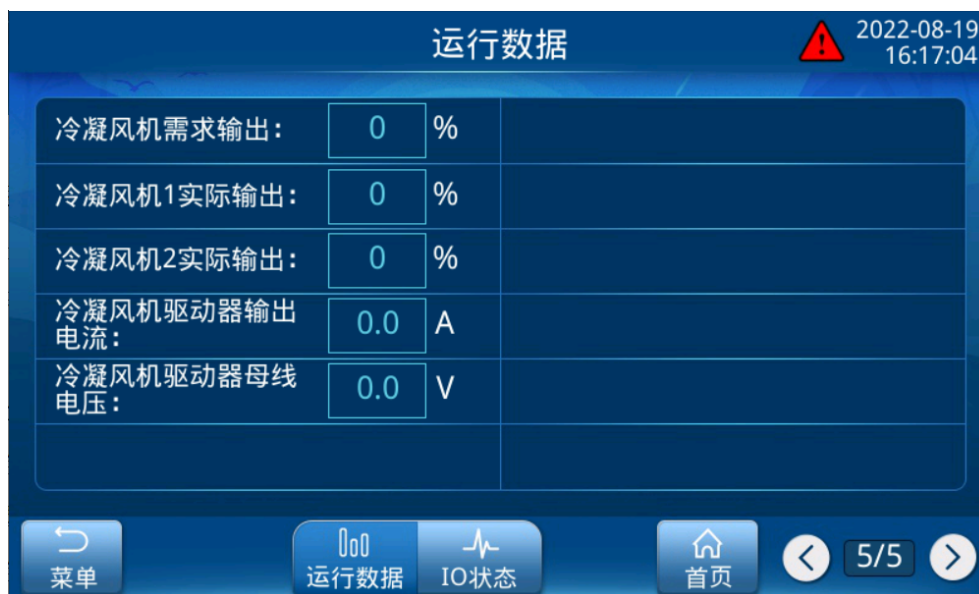 运行数据
2022-08-19
16:17:04
冷凝风机需求输出: 0 %
冷凝风机1实际输出: 0 %
冷凝风机2实际输出: 0 %
冷凝风机驱动器输出
电流: 0.0 A
冷凝风机驱动器母线
电压: 0.0 V
菜单
运行数据
IO状态
首页
5/5